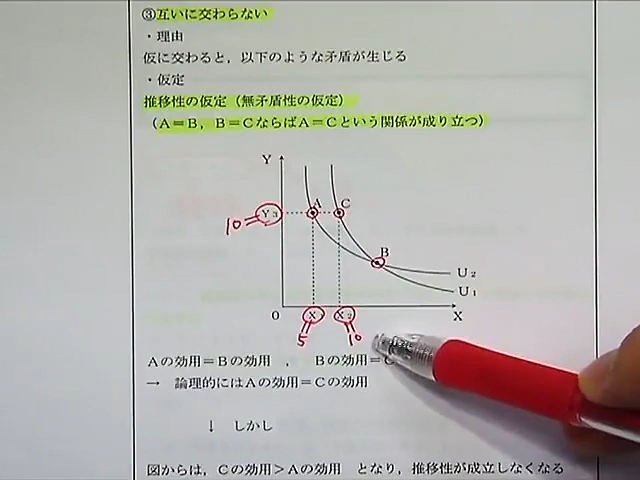 ③互いに交わらない
・理由
仮に交わると，以下のような矛盾が生じる
・仮定
推移性の仮定（無矛盾性の仮定）
（Ａ＝Ｂ，Ｂ＝ＣならばＡ＝Ｃという関係が成り立つ）
Y
A C
10 = Y₃
B
U₂
U₁
0 X₁ X₂ X
5 10
Ａの効用＝Ｂの効用　，　Ｂの効用＝Ｃ
→　論理的にはＡの効用＝Ｃの効用
↓　しかし
図からは，Ｃの効用＞Ａの効用　となり，推移性が成立しなくなる